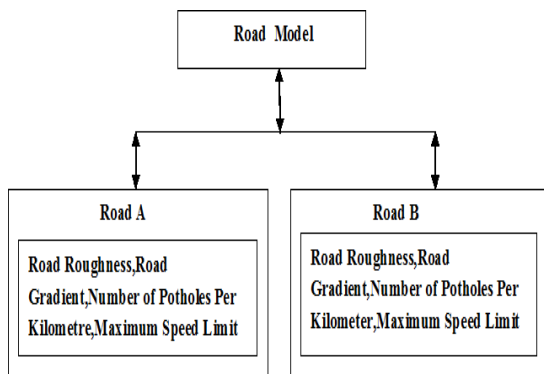 Road Model
Road A
Road Roughness,Road
Gradient,Number of Potholes Per
Kilometre,Maximum Speed Limit
Road B
Road Roughness,Road
Gradient,Number of Potholes Per
Kilometer,Maximum Speed Limit